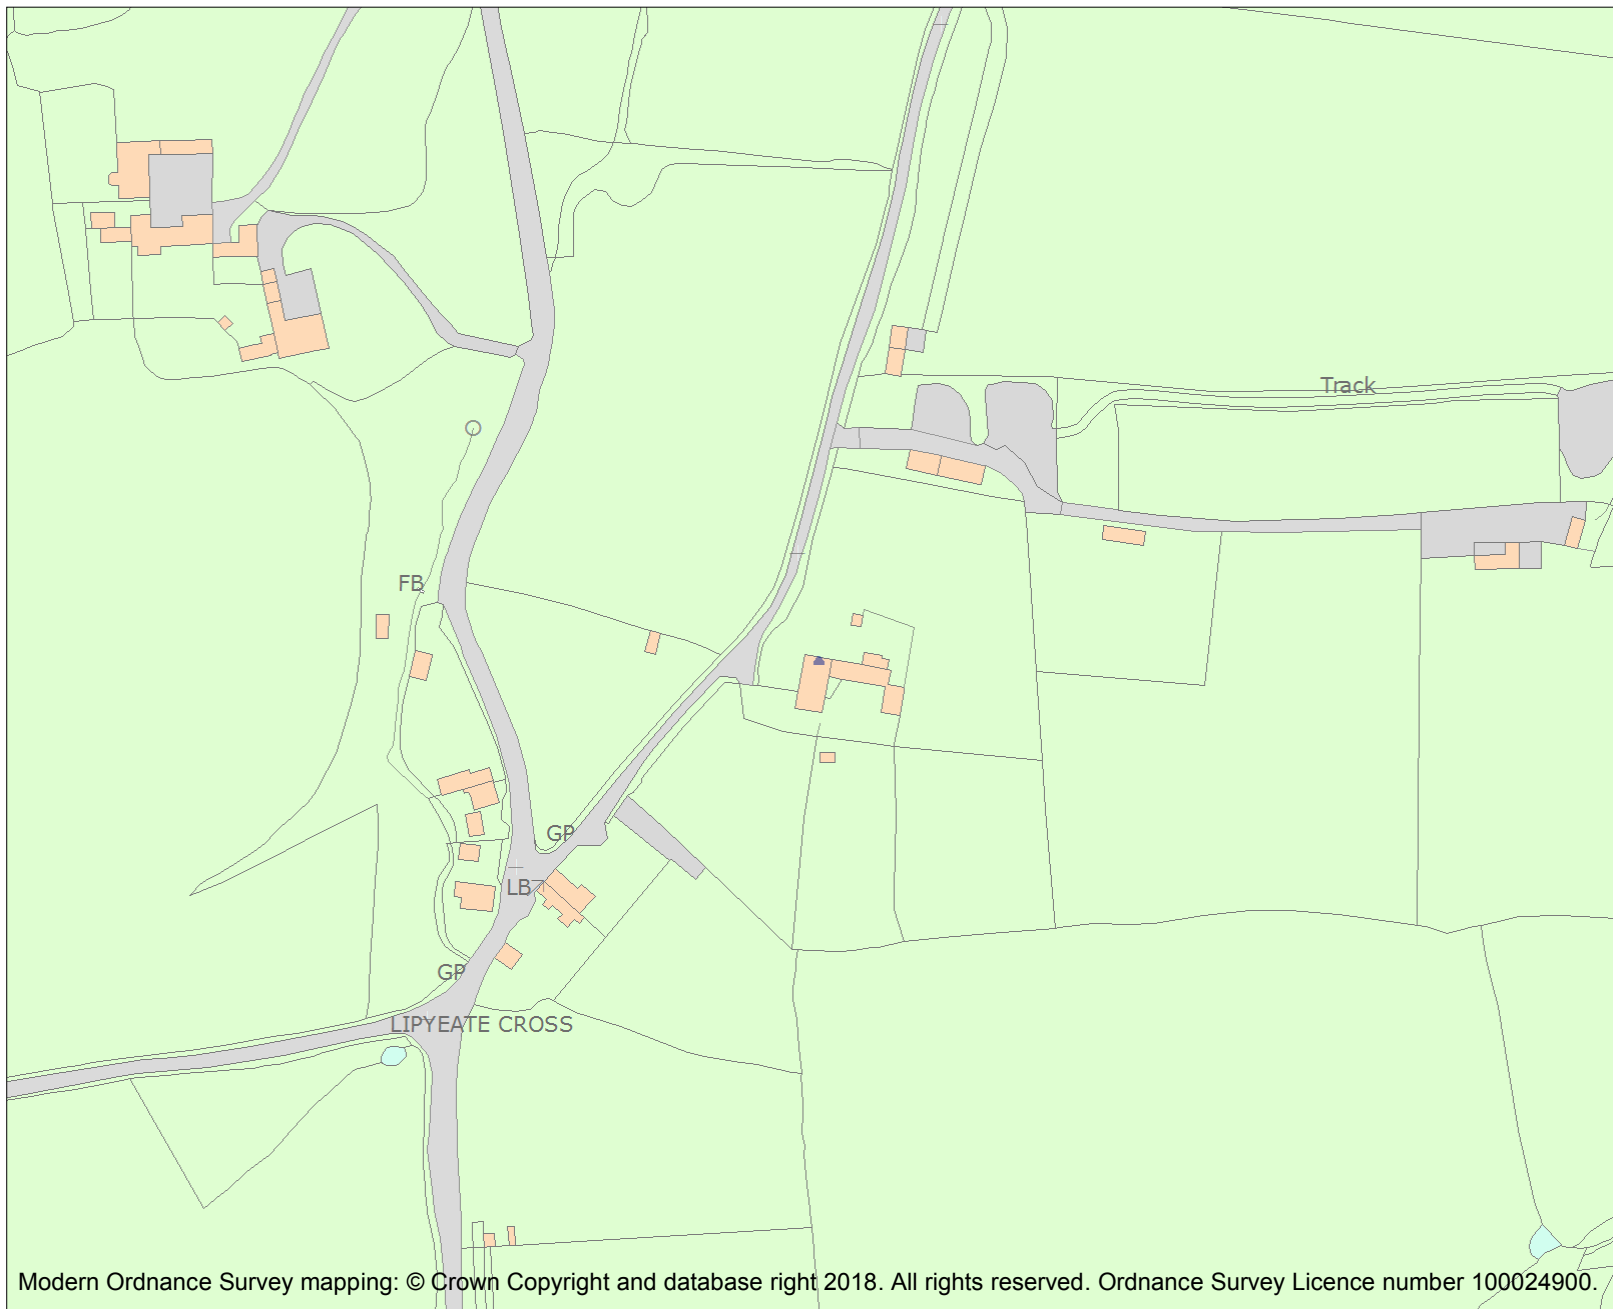 Track
FB
GP
LB
GP
LIPYEATE CROSS
Modern Ordnance Survey mapping: © Crown Copyright and database right 2018. All rights reserved. Ordnance Survey Licence number 100024900.